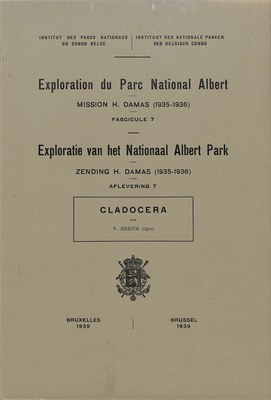 INSTITUT DES PARCS NATIONAUX
DU CONGO BELGE
INSTITUUT DER NATIONALE PARKEN
VAN BELGISCH CONGO
Exploration du Parc National Albert
MISSION H. DAMAS (1935-1936)
FASCICULE 7
Exploratie van het Nationaal Albert Park
ZENDING H. DAMAS (1935-1936)
AFLEVERING 7
CLADOCERA
V. BREHM (Eger)
BRUXELLES
1939
BRUSSEL
1939